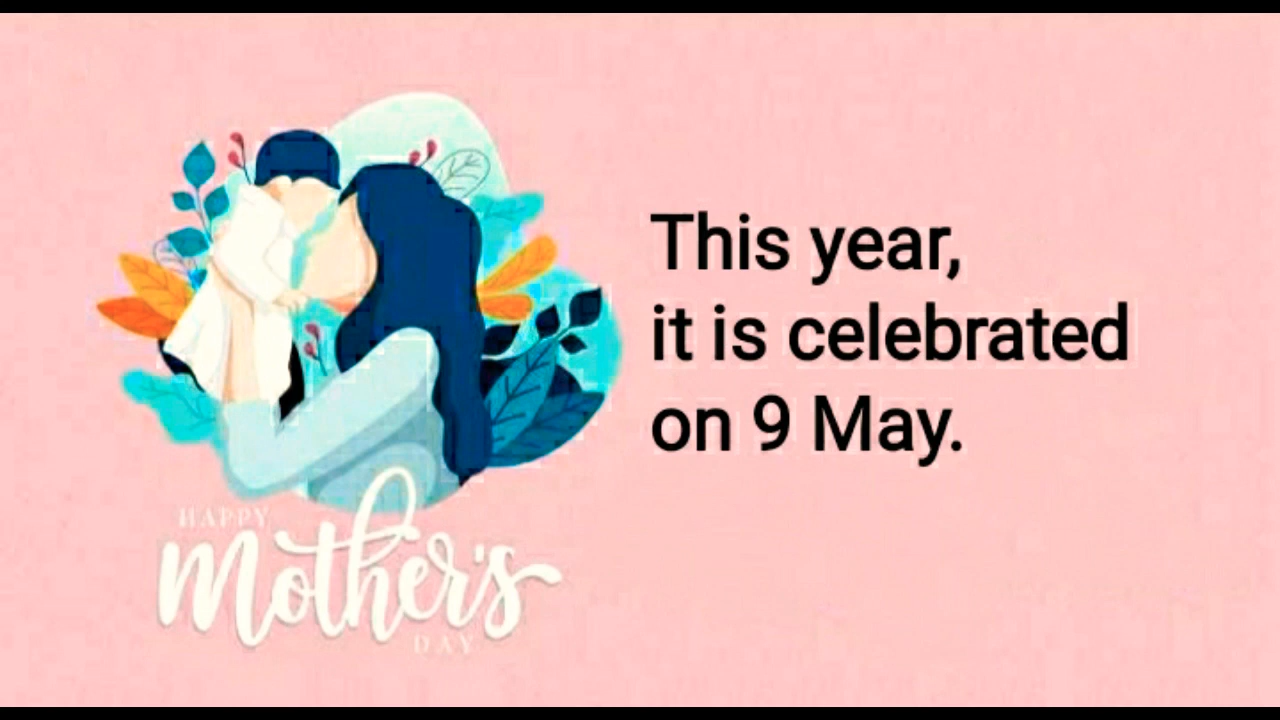 HAPPY
Mother's
DAY
This year,
it is celebrated
on 9 May.